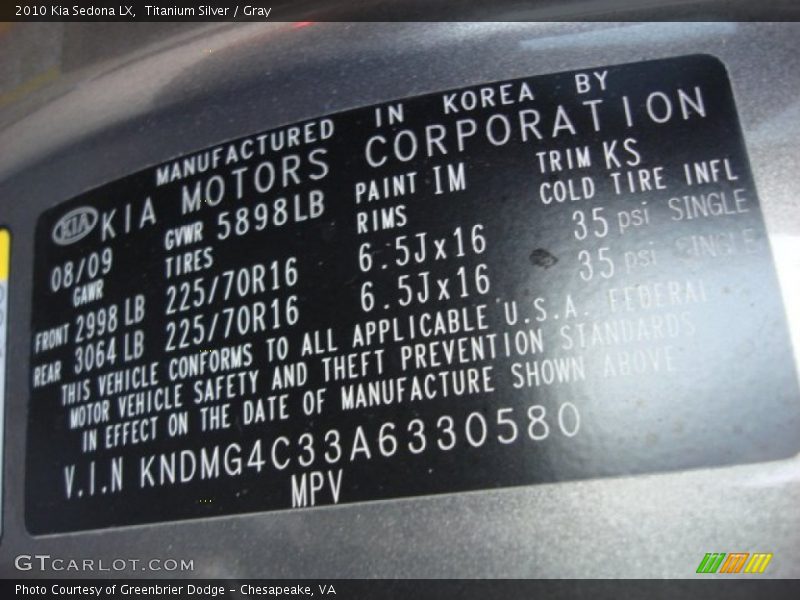 2010 Kia Sedona LX,  Titanium Silver / Gray
MANUFACTURED IN KOREA BY
KIA KIA MOTORS CORPORATION
08/09 GVWR 5898LB PAINT IM TRIM KS
GAWR TIRES RIMS COLD TIRE INFL
FRONT 2998 LB 225/70R16 6.5Jx16 35 psi SINGLE
REAR 3064 LB 225/70R16 6.5Jx16 35 psi SINGLE
THIS VEHICLE CONFORMS TO ALL APPLICABLE U.S.A. FEDERAL
MOTOR VEHICLE SAFETY AND THEFT PREVENTION STANDARDS
IN EFFECT ON THE DATE OF MANUFACTURE SHOWN ABOVE
V.I.N KNDMG4C33A6330580
MPV
GTCARLOT.COM
Photo Courtesy of Greenbrier Dodge – Chesapeake, VA